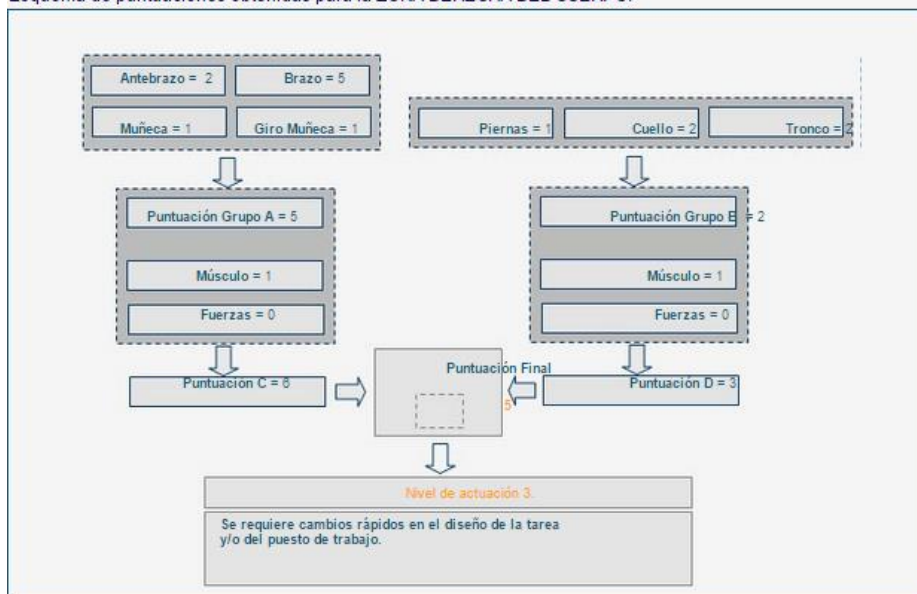 Antebrazo = 2
Brazo = 5
Muñeca = 1
Giro Muñeca = 1
Piernas = 1
Cuello = 2
Tronco = 2
Puntuación Grupo A = 5
Músculo = 1
Fuerzas = 0
Puntuación Grupo B = 2
Músculo = 1
Fuerzas = 0
Puntuación C = 6
Puntuación Final
5
Puntuación D = 3
Nivel de actuación 3.
Se requiere cambios rápidos en el diseño de la tarea
y/o del puesto de trabajo.